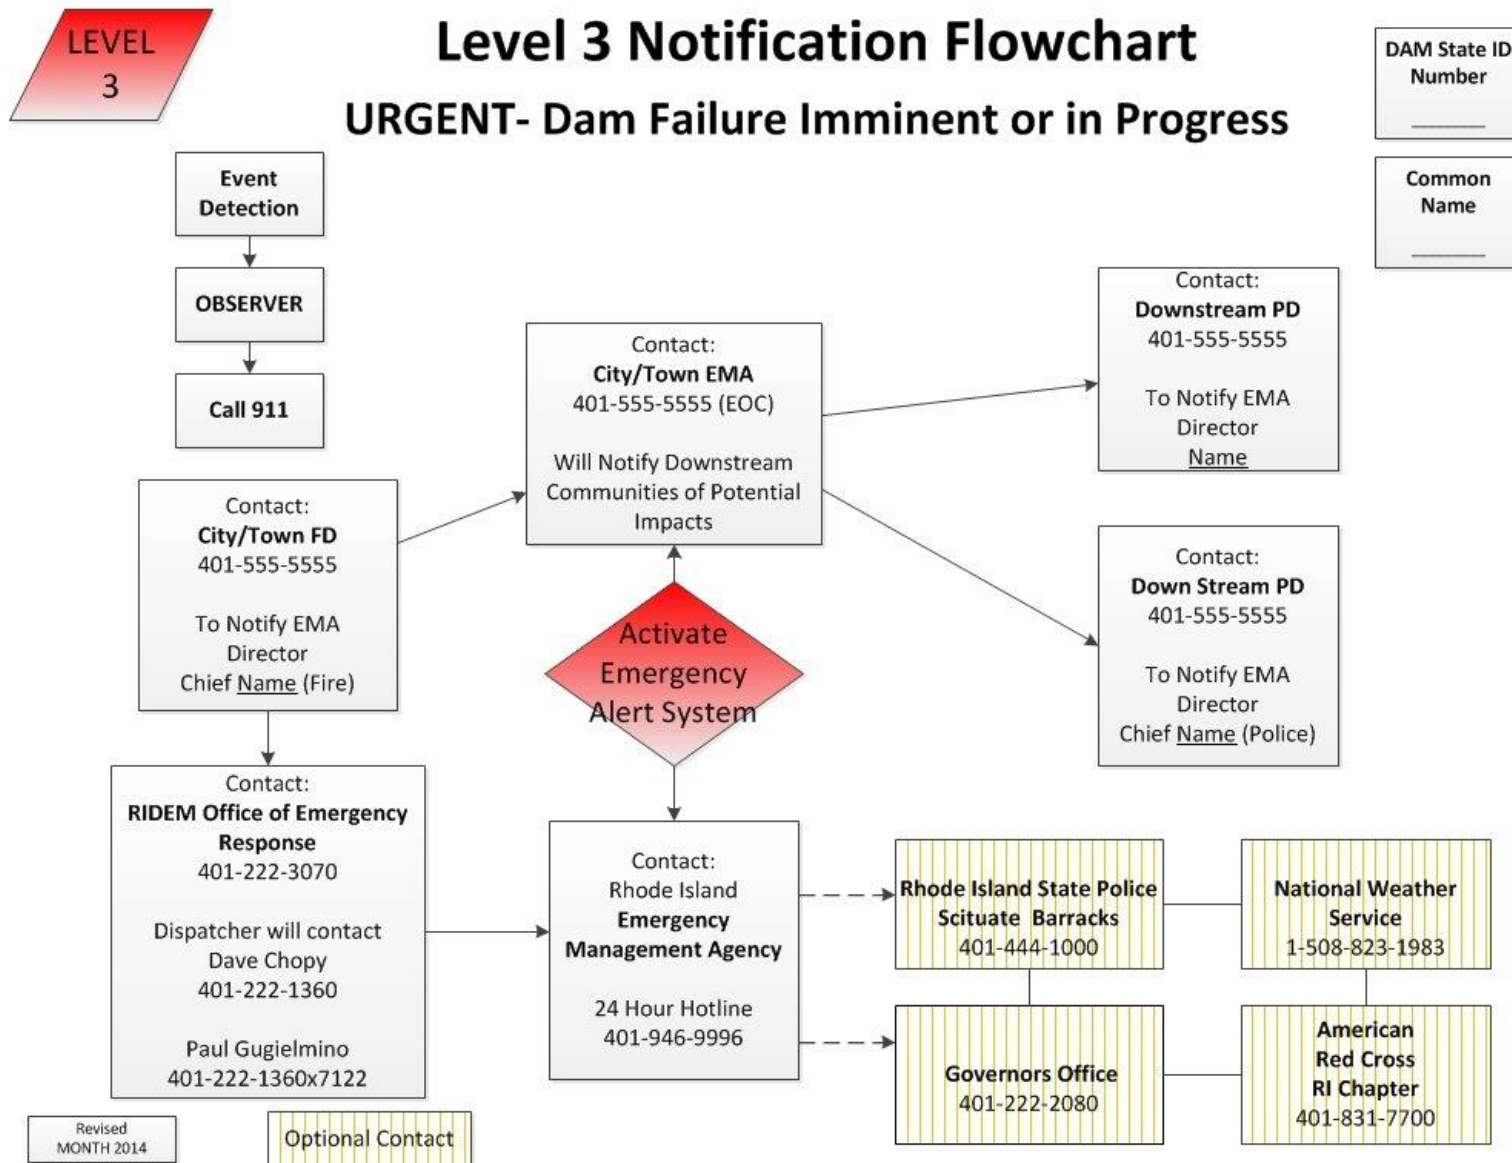 LEVEL
3
Level 3 Notification Flowchart
URGENT- Dam Failure Imminent or in Progress
DAM State ID
Number
Common
Name
Event
Detection
OBSERVER
Call 911
Contact:
City/Town FD
401-555-5555
To Notify EMA
Director
Chief Name (Fire)
Contact:
City/Town EMA
401-555-5555 (EOC)
Will Notify Downstream
Communities of Potential
Impacts
Contact:
Downstream PD
401-555-5555
To Notify EMA
Director
Name
Contact:
Down Stream PD
401-555-5555
To Notify EMA
Director
Chief Name (Police)
Activate
Emergency
Alert System
Contact:
RIDEM Office of Emergency
Response
401-222-3070
Dispatcher will contact
Dave Chopy
401-222-1360
Paul Gugielmino
401-222-1360x7122
Contact:
Rhode Island
Emergency
Management Agency
24 Hour Hotline
401-946-9996
Rhode Island State Police
Scituate Barracks
401-444-1000
National Weather
Service
1-508-823-1983
Governors Office
401-222-2080
American
Red Cross
RI Chapter
401-831-7700
Revised
MONTH 2014
Optional Contact